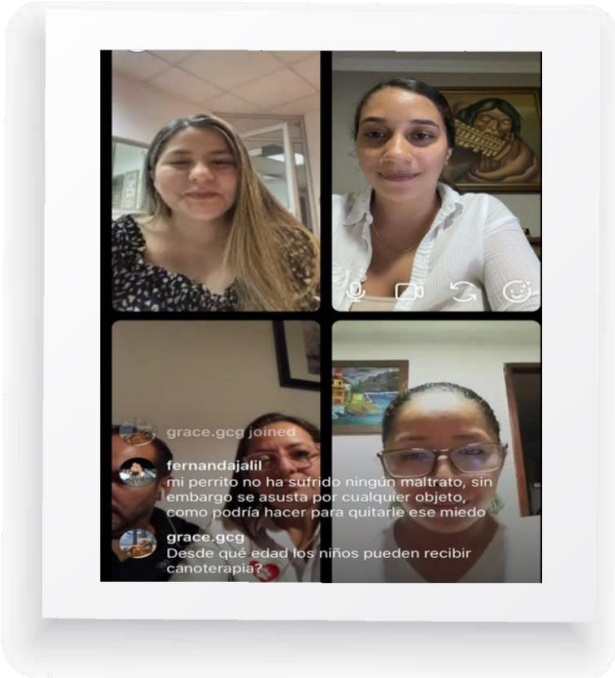 grace.gcg joined
fernandajalil
mi perrito no ha sufrido ningún maltrato, sin
embargo se asusta por cualquier objeto,
como podría hacer para quitarle ese miedo
grace.gcg
Desde qué edad los niños pueden recibir
canoterapia?